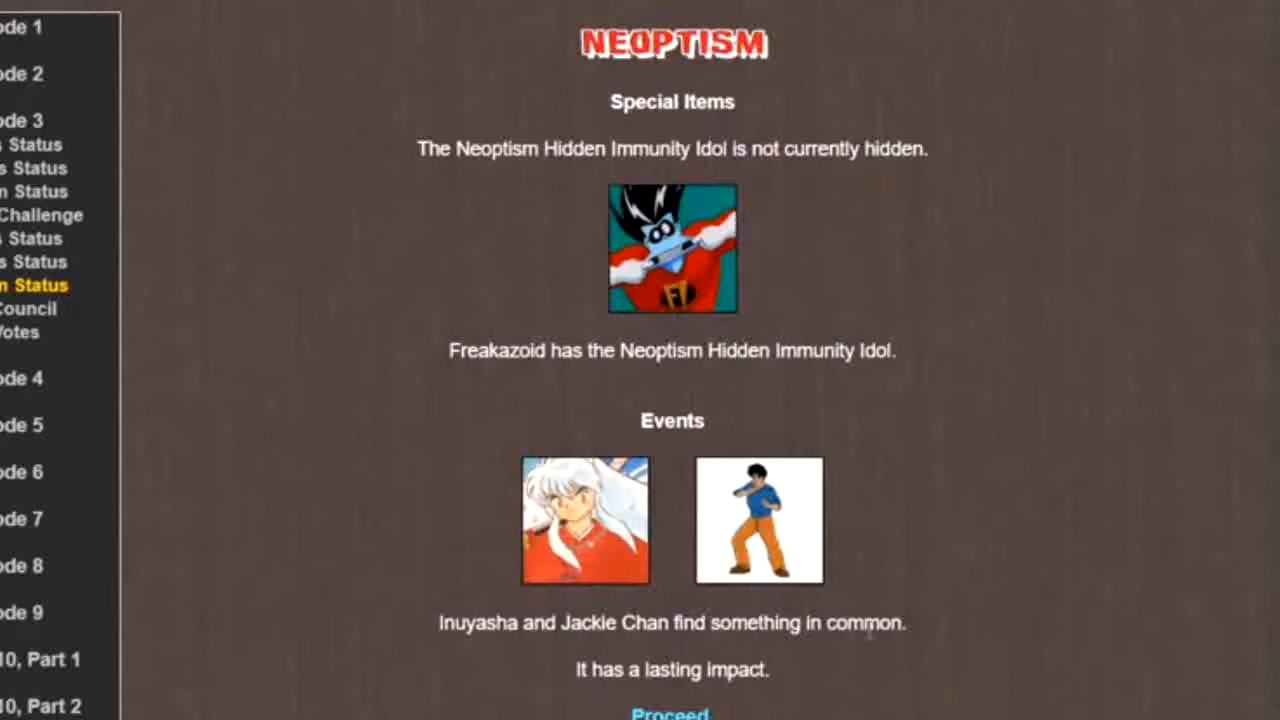 ode 1
ode 2
ode 3
s Status
s Status
n Status
Challenge
s Status
s Status
n Status
Council
Votes
ode 4
ode 5
ode 6
ode 7
ode 8
ode 9
10, Part 1
10, Part 2
NEOPTISM
Special Items
The Neoptism Hidden Immunity Idol is not currently hidden.
Freakazoid has the Neoptism Hidden Immunity Idol.
Events
Inuyasha and Jackie Chan find something in common.
It has a lasting impact.
Proceed